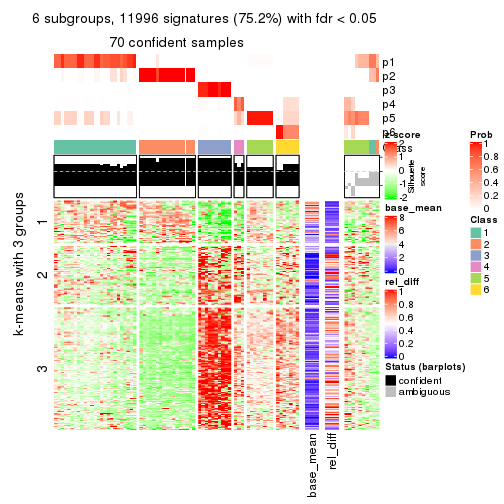 6 subgroups, 11996 signatures (75.2%) with fdr < 0.05
70 confident samples
p1
p2
p3
p4
p5
p6
Class
Silhouette
score
k-means with 3 groups
1
2
3
base_mean
rel_diff
z-score
2
1
0
-1
-2
base_mean
8
6
4
2
0
rel_diff
1
0.8
0.6
0.4
0.2
0
Status (barplots)
confident
ambiguous
Prob
1
0.8
0.6
0.4
0.2
0
Class
1
2
3
4
5
6